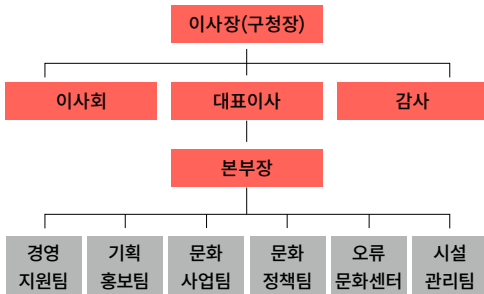 이사장(구청장)
이사회
대표이사
감사
본부장
경영
지원팀
기획
홍보팀
문화
사업팀
문화
정책팀
오류
문화센터
시설
관리팀